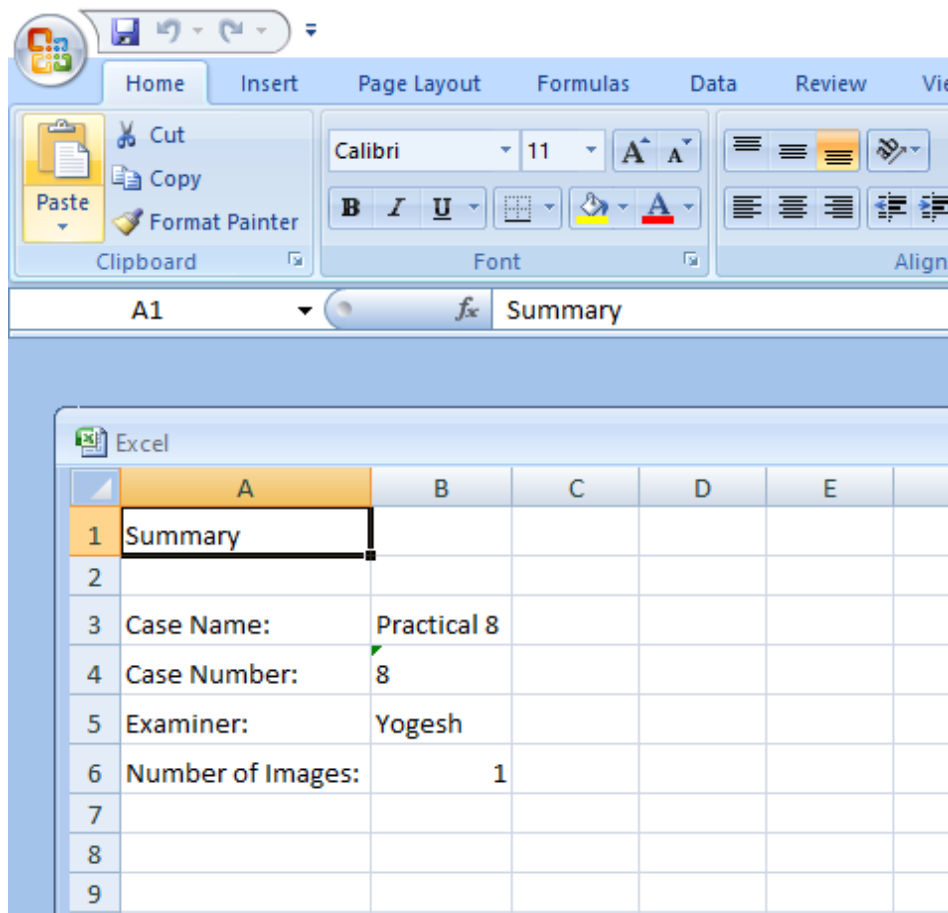 Home Insert Page Layout Formulas Data Review
Cut
Copy
Paste
Format Painter
Clipboard
Calibri 11
B I U A
Font
Align
A1 fx Summary
Excel
A B C D E
1 Summary
2
3 Case Name: Practical 8
4 Case Number: 8
5 Examiner: Yogesh
6 Number of Images: 1
7
8
9